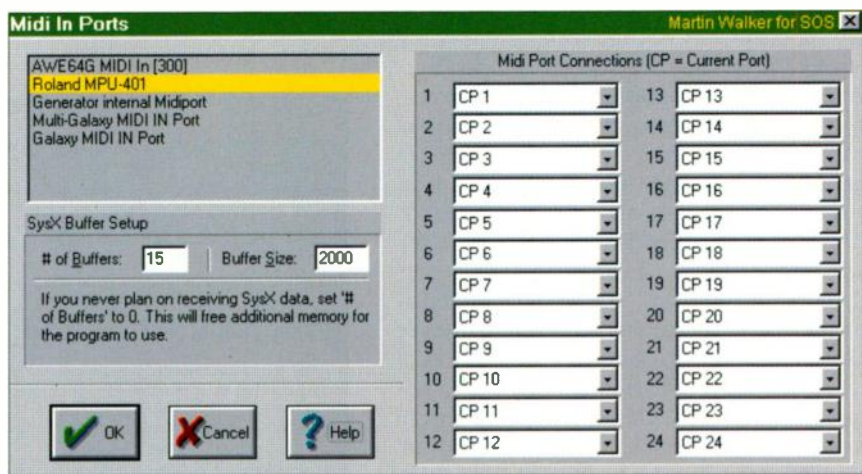 Midi In Ports
Martin Walker for SOS
AWE64G MIDI In [300]
Roland MPU-401
Generator internal Midiport
Multi-Galaxy MIDI IN Port
Galaxy MIDI IN Port
SysX Buffer Setup
# of Buffers: 15 Buffer Size: 2000
If you never plan on receiving SysX data, set '#
of Buffers' to 0. This will free additional memory for
the program to use.
OK
Cancel
Help
Midi Port Connections (CP = Current Port)
1 CP 1
2 CP 2
3 CP 3
4 CP 4
5 CP 5
6 CP 6
7 CP 7
8 CP 8
9 CP 9
10 CP 10
11 CP 11
12 CP 12
13 CP 13
14 CP 14
15 CP 15
16 CP 16
17 CP 17
18 CP 18
19 CP 19
20 CP 20
21 CP 21
22 CP 22
23 CP 23
24 CP 24